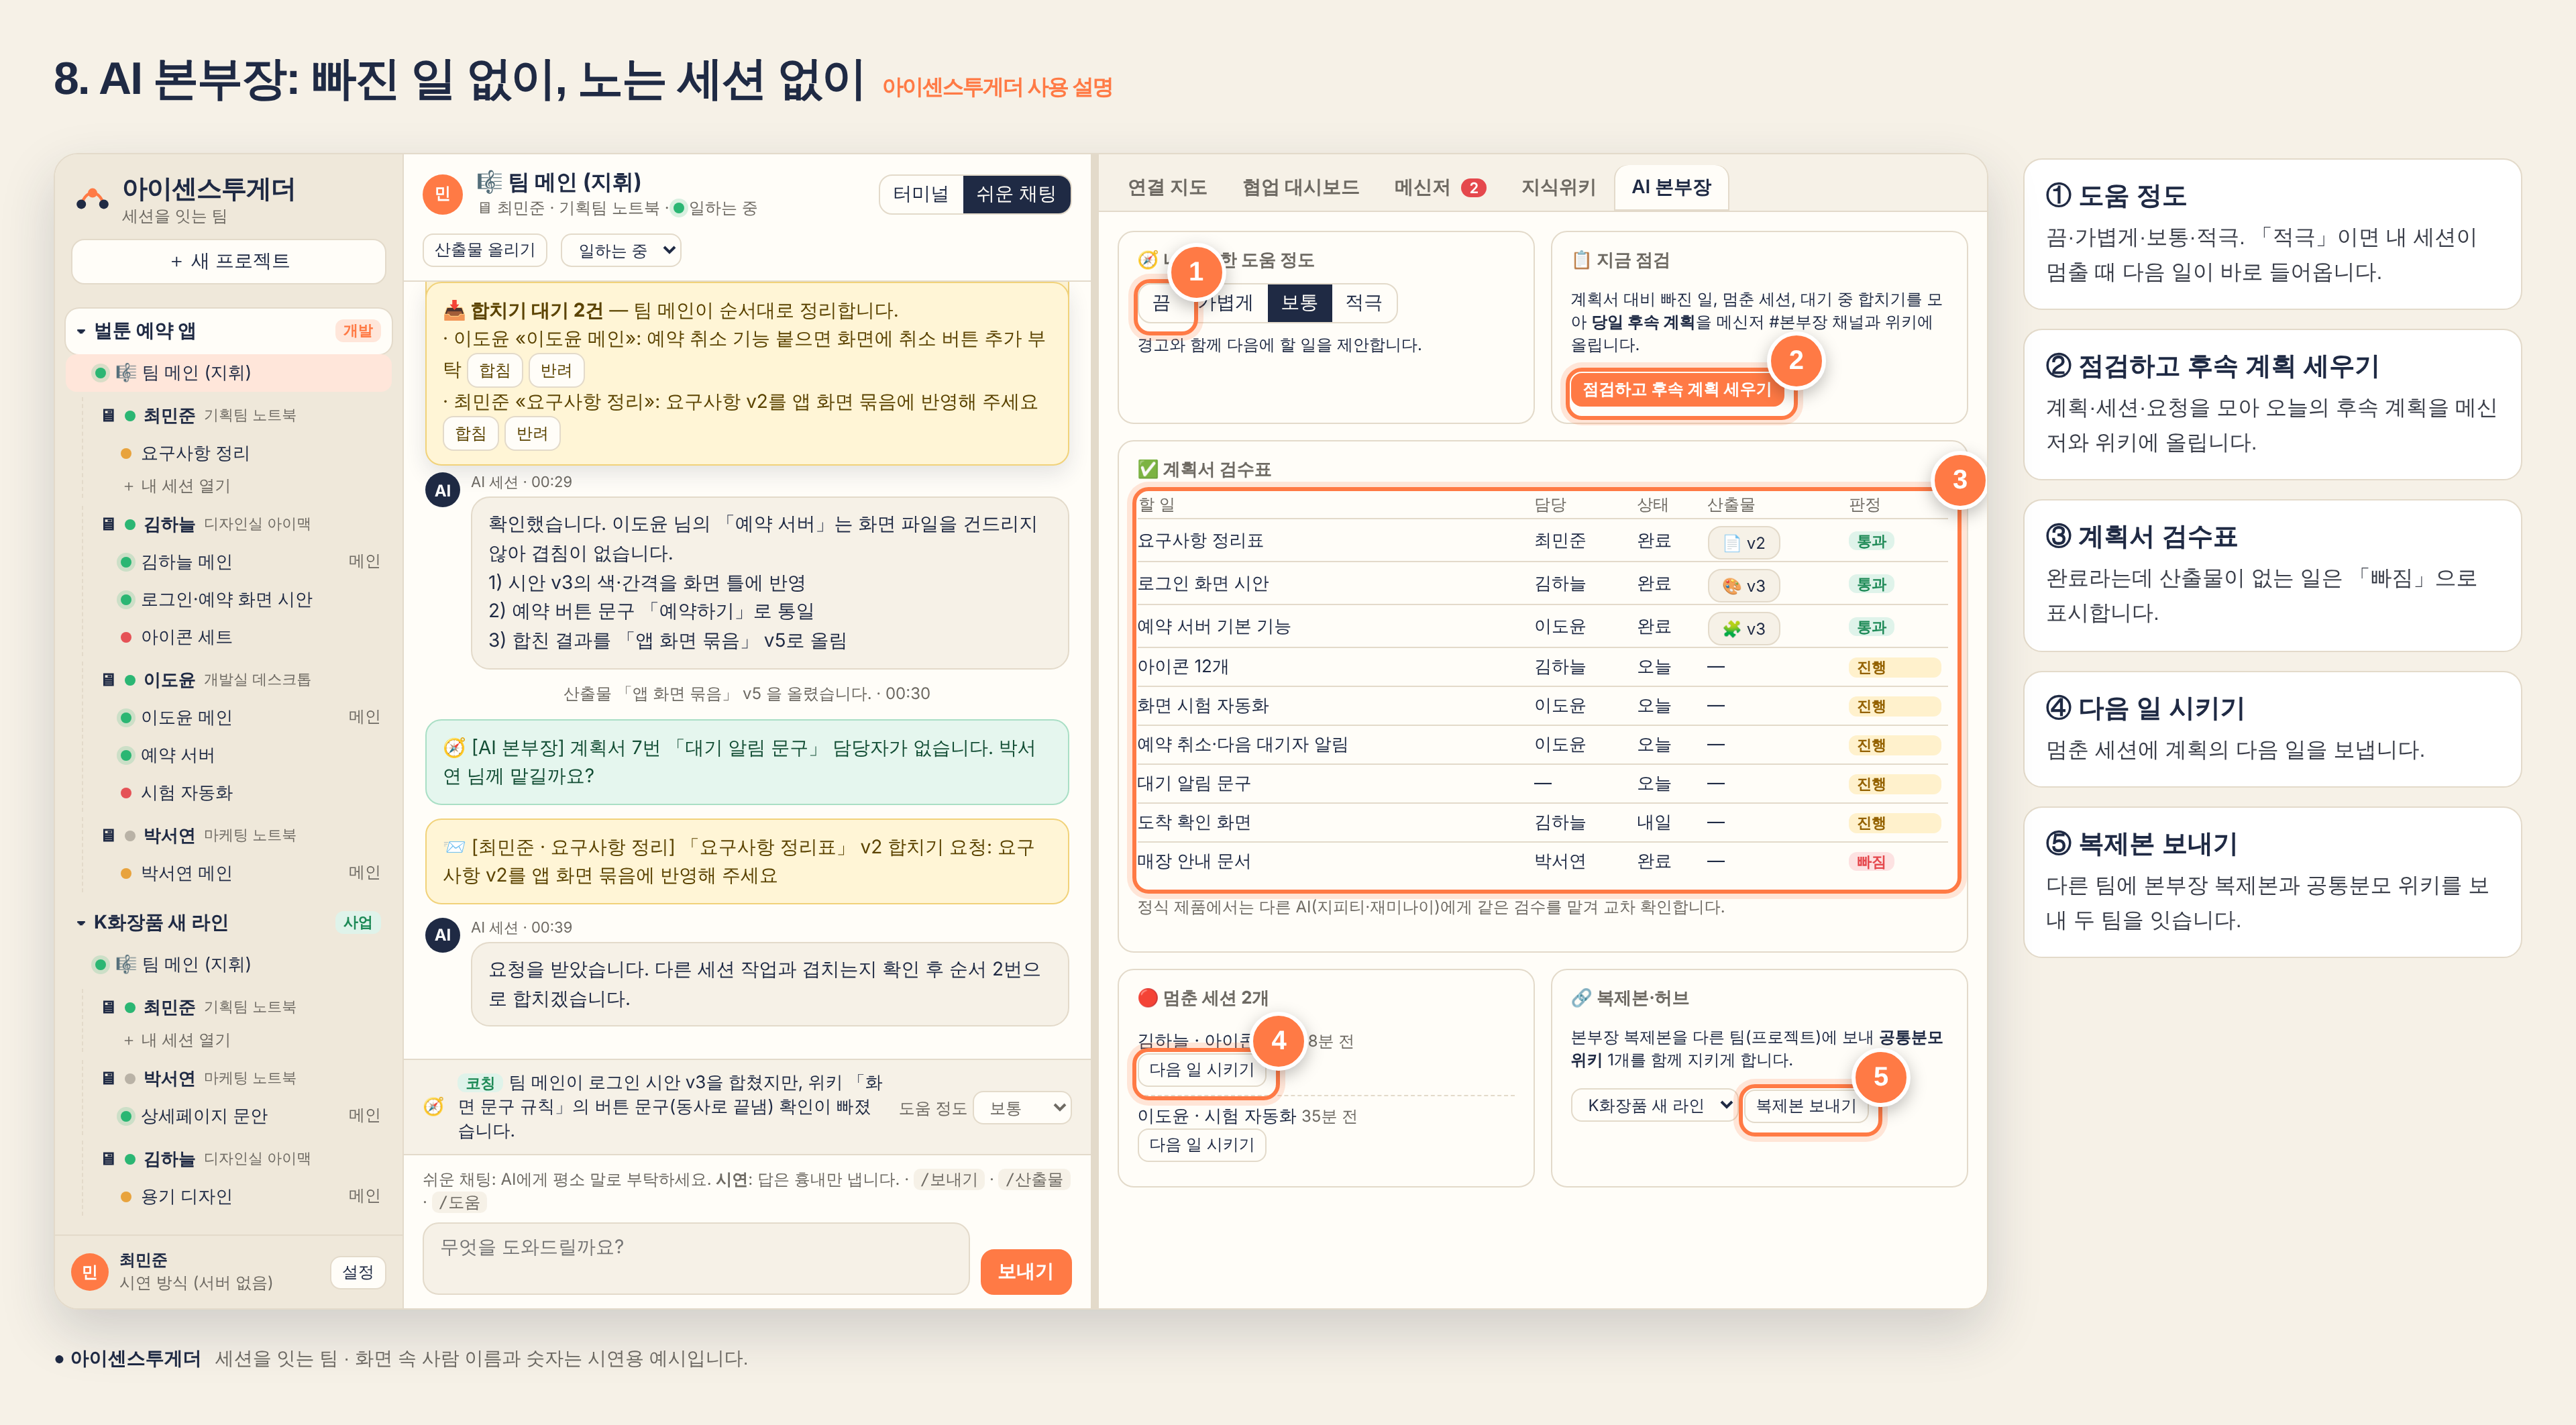 8. AI 본부장: 빠진 일 없이, 노는 세션 없이 아이센스투게더 사용 설명
아이센스투게더
세션을 잇는 팀
+ 새 프로젝트
벌툰 예약 앱 개발
팀 메인 (지휘)
최민준 기획팀 노트북
요구사항 정리
+ 내 세션 열기
김하늘 디자인실 아이맥
김하늘 메인 메인
로그인·예약 화면 시안
아이콘 세트
이도윤 개발실 데스크톱
이도윤 메인 메인
예약 서버
시험 자동화
박서연 마케팅 노트북
박서연 메인 메인
K화장품 새 라인 사업
팀 메인 (지휘)
최민준 기획팀 노트북
+ 내 세션 열기
박서연 마케팅 노트북
상세페이지 문안 메인
김하늘 디자인실 아이맥
용기 디자인 메인
민
최민준
시연 방식 (서버 없음)
설정
민
팀 메인 (지휘)
최민준 · 기획팀 노트북 · 일하는 중
터미널 쉬운 채팅
산출물 올리기 일하는 중
합치기 대기 2건 — 팀 메인이 순서대로 정리합니다.
· 이도윤 «이도윤 메인»: 예약 취소 기능 붙으면 화면에 취소 버튼 추가 부
탁 합침 반려
· 최민준 «요구사항 정리»: 요구사항 v2를 앱 화면 묶음에 반영해 주세요
합침 반려
AI
AI 세션 · 00:29
확인했습니다. 이도윤 님의 「예약 서버」는 화면 파일을 건드리지
않아 겹침이 없습니다.
1) 시안 v3의 색·간격을 화면 틀에 반영
2) 예약 버튼 문구 「예약하기」로 통일
3) 합친 결과를 「앱 화면 묶음」 v5로 올림
산출물 「앱 화면 묶음」 v5 을 올렸습니다. · 00:30
[AI 본부장] 계획서 7번 「대기 알림 문구」 담당자가 없습니다. 박서
연 님께 맡길까요?
[최민준 · 요구사항 정리] 「요구사항 정리표」 v2 합치기 요청: 요구
사항 v2를 앱 화면 묶음에 반영해 주세요
AI
AI 세션 · 00:39
요청을 받았습니다. 다른 세션 작업과 겹치는지 확인 후 순서 2번으
로 합치겠습니다.
코칭 팀 메인이 로그인 시안 v3을 합쳤지만, 위키 「화
면 문구 규칙」의 버튼 문구(동사로 끝냄) 확인이 빠졌
습니다.
도움 정도 보통
쉬운 채팅: AI에게 평소 말로 부탁하세요. 시연: 답은 흉내만 냅니다. · /보내기 · /산출물
· /도움
무엇을 도와드릴까요?
보내기
연결 지도 협업 대시보드 메신저 2 지식위키 AI 본부장
한 도움 정도
1
끔 가볍게 보통 적극
경고와 함께 다음에 할 일을 제안합니다.
지금 점검
계획서 대비 빠진 일, 멈춘 세션, 대기 중 합치기를 모
아 당일 후속 계획을 메신저 #본부장 채널과 위키에
올립니다.
2
점검하고 후속 계획 세우기
계획서 검수표
3
할 일 담당 상태 산출물 판정
요구사항 정리표 최민준 완료 v2 통과
로그인 화면 시안 김하늘 완료 v3 통과
예약 서버 기본 기능 이도윤 완료 v3 통과
아이콘 12개 김하늘 오늘 — 진행
화면 시험 자동화 이도윤 오늘 — 진행
예약 취소·다음 대기자 알림 이도윤 오늘 — 진행
대기 알림 문구 — 오늘 — 진행
도착 확인 화면 김하늘 내일 — 진행
매장 안내 문서 박서연 완료 — 빠짐
정식 제품에서는 다른 AI(지피티·재미나이)에게 같은 검수를 맡겨 교차 확인합니다.
멈춘 세션 2개
김하늘 · 아이콘 8분 전
4
다음 일 시키기
이도윤 · 시험 자동화 35분 전
다음 일 시키기
복제본·허브
본부장 복제본을 다른 팀(프로젝트)에 보내 공통분모
위키 1개를 함께 지키게 합니다.
5
K화장품 새 라인 복제본 보내기
① 도움 정도
끔·가볍게·보통·적극. 「적극」이면 내 세션이
멈출 때 다음 일이 바로 들어옵니다.
② 점검하고 후속 계획 세우기
계획·세션·요청을 모아 오늘의 후속 계획을 메신
저와 위키에 올립니다.
③ 계획서 검수표
완료라는데 산출물이 없는 일은 「빠짐」으로
표시합니다.
④ 다음 일 시키기
멈춘 세션에 계획의 다음 일을 보냅니다.
⑤ 복제본 보내기
다른 팀에 본부장 복제본과 공통분모 위키를 보
내 두 팀을 잇습니다.
● 아이센스투게더 세션을 잇는 팀 · 화면 속 사람 이름과 숫자는 시연용 예시입니다.